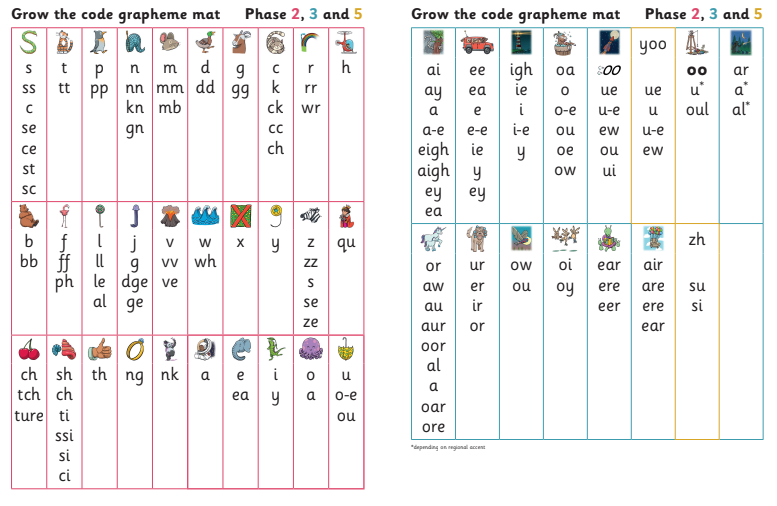 Grow the code grapheme mat Phase 2, 3 and 5
s t p n m d g c r h
ss tt pp nn mm dd gg k rr
c kn mb ck wr
se gn cc
ce ch
st
sc
b f l j v w x y z qu
bb ff ll g vv wh zz
ph le dge ve s
al ge se
ze
ch sh th ng nk a e i o u
tch ch ea y a o-e
ture ti ou
ssi
si
ci
Grow the code grapheme mat Phase 2, 3 and 5
yoo
ai ee igh oa oo oo ar
ay ea ie o ue ue u* a*
a e i o-e u-e u oul al*
a-e e-e i-e ou ew u-e
eigh ie y oe ou ew
aigh y ow ui
ey ey
ea
zh
or ur ow oi ear air
aw er ou oy ere are su
au ir eer ere si
aur or ear
oor
al
a
oar
ore
*depending on regional accent